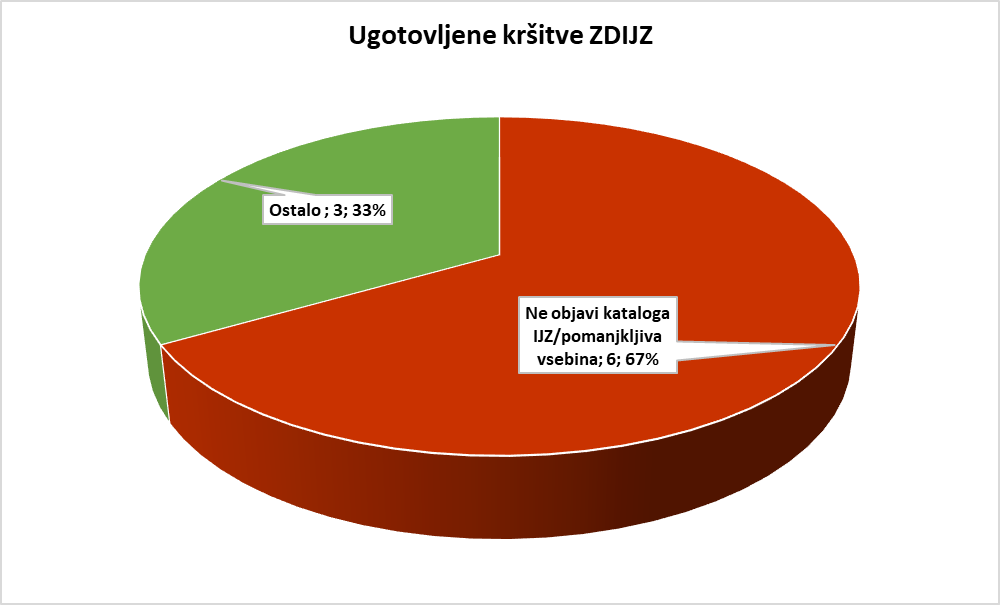 Ugotovljene kršitve ZDIJZ
Ostalo ; 3; 33%
Ne objavi kataloga
IJZ/pomanjkljiva
vsebina; 6; 67%